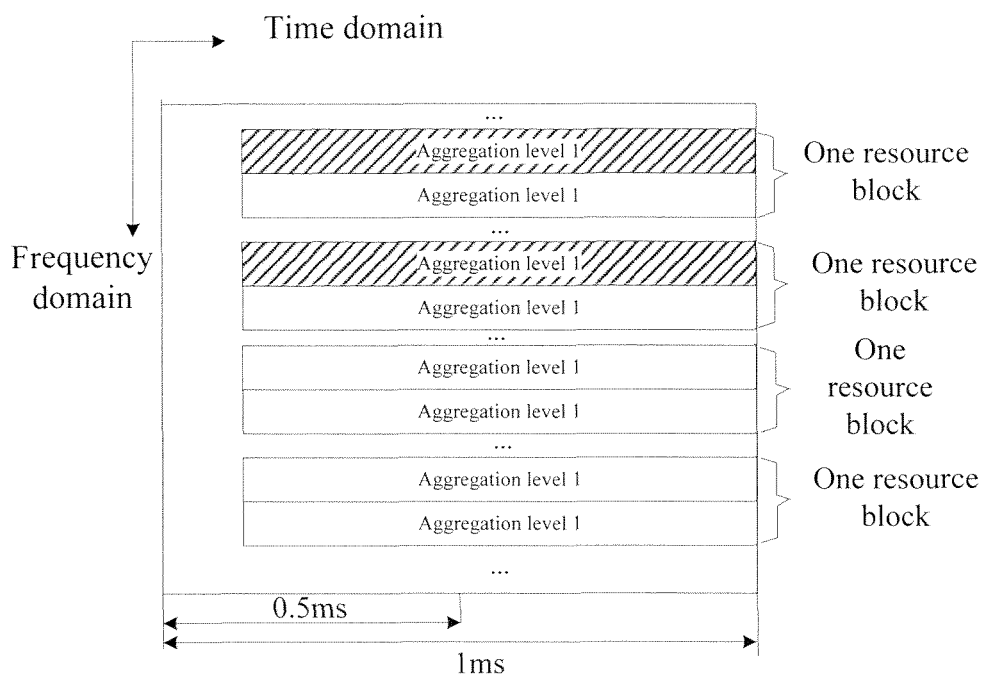 Time domain
...
Aggregation level 1
Aggregation level 1
One resource
block
...
Frequency
domain
Aggregation level 1
Aggregation level 1
One resource
block
...
Aggregation level 1
Aggregation level 1
One
resource
block
...
Aggregation level 1
Aggregation level 1
One resource
block
...
0.5ms
1ms